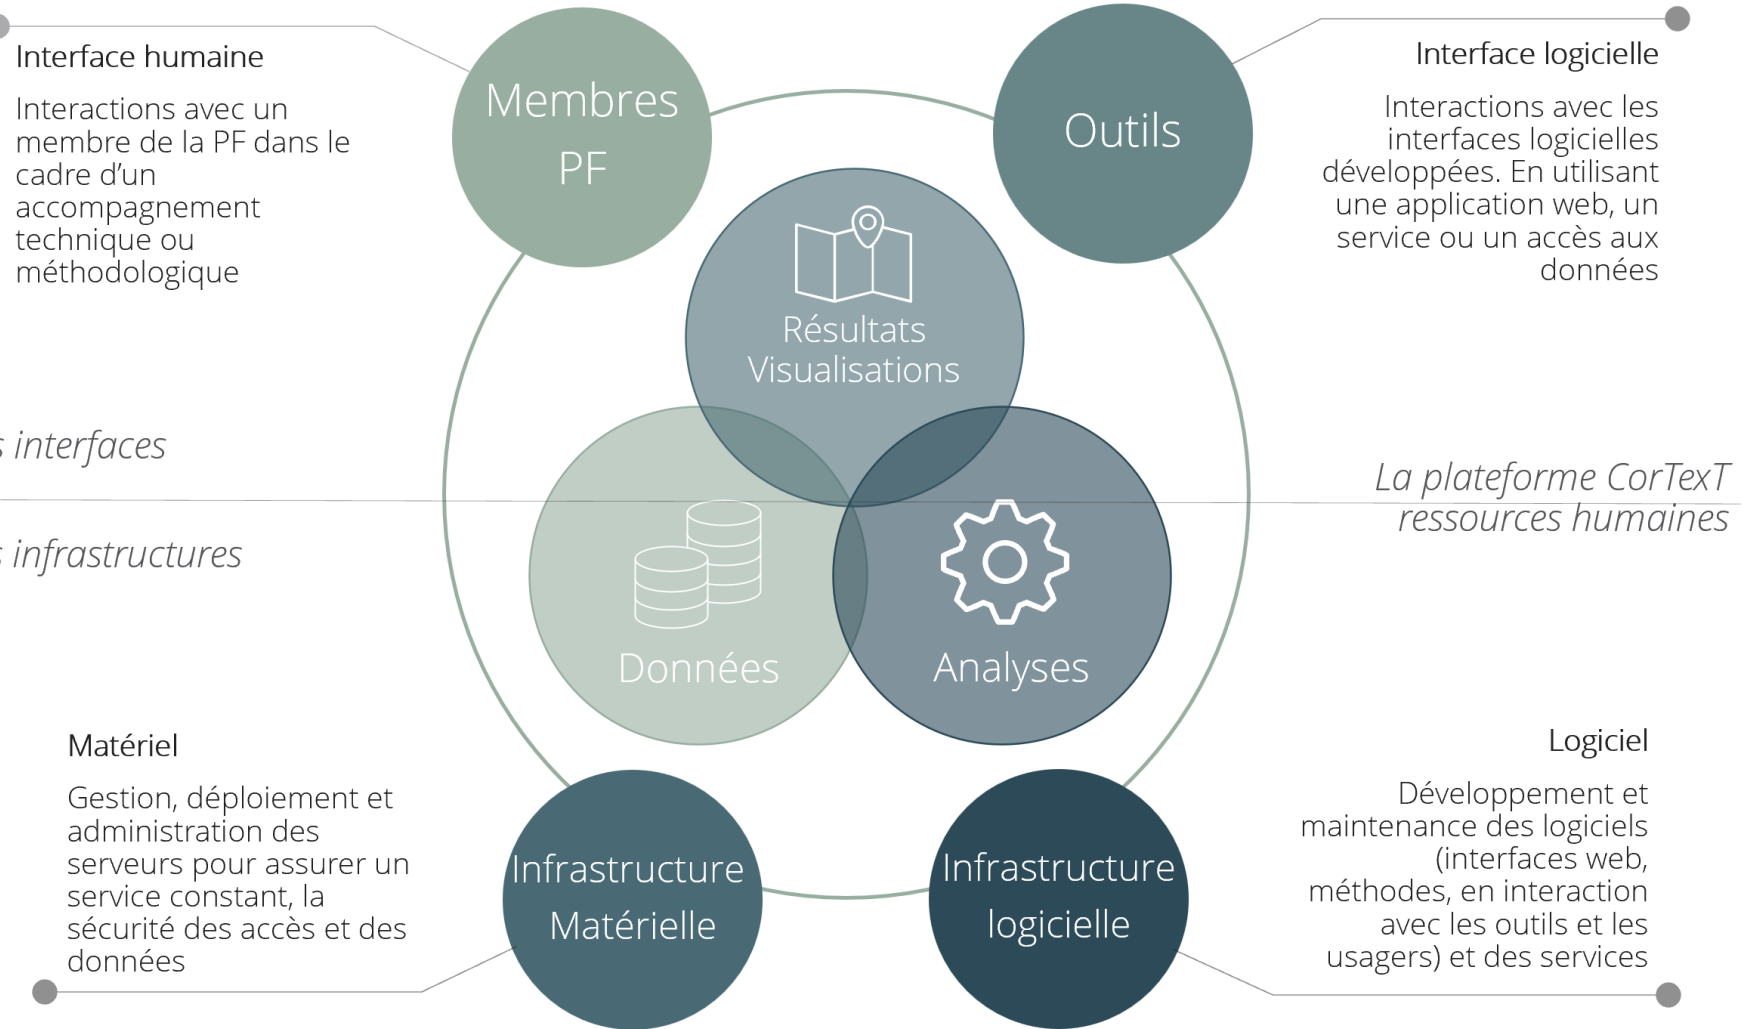 Interface humaine
Interactions avec un
membre de la PF dans le
cadre d'un
accompagnement
technique ou
méthodologique
Membres
PF
Outils
Interface logicielle
Interactions avec les
interfaces logicielles
développées. En utilisant
une application web, un
service ou un accès aux
données
Résultats
Visualisations
s interfaces
s infrastructures
La plateforme CorTexT
ressources humaines
Données
Analyses
Matériel
Gestion, déploiement et
administration des
serveurs pour assurer un
service constant, la
sécurité des accès et des
données
Infrastructure
Matérielle
Infrastructure
logicielle
Logiciel
Développement et
maintenance des logiciels
(interfaces web,
méthodes, en interaction
avec les outils et les
usagers) et des services